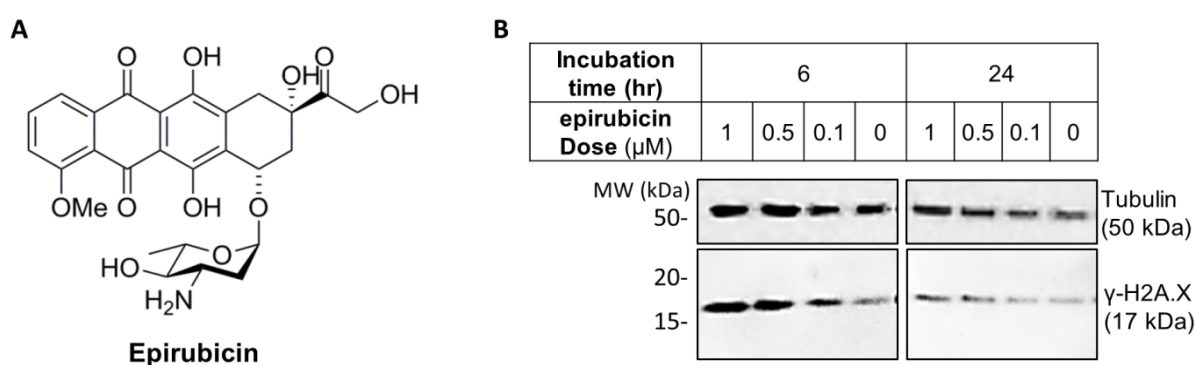 A
O
OH
OH
O
OH
OMe
O
OH
O
O
HO
H2N
Epirubicin
B
Incubation
time (hr)
6
24
epirubicin
Dose (µM)
1
0.5
0.1
0
1
0.5
0.1
0
MW (kDa)
50-
Tubulin
(50 kDa)
20-
15-
γ-H2A.X
(17 kDa)